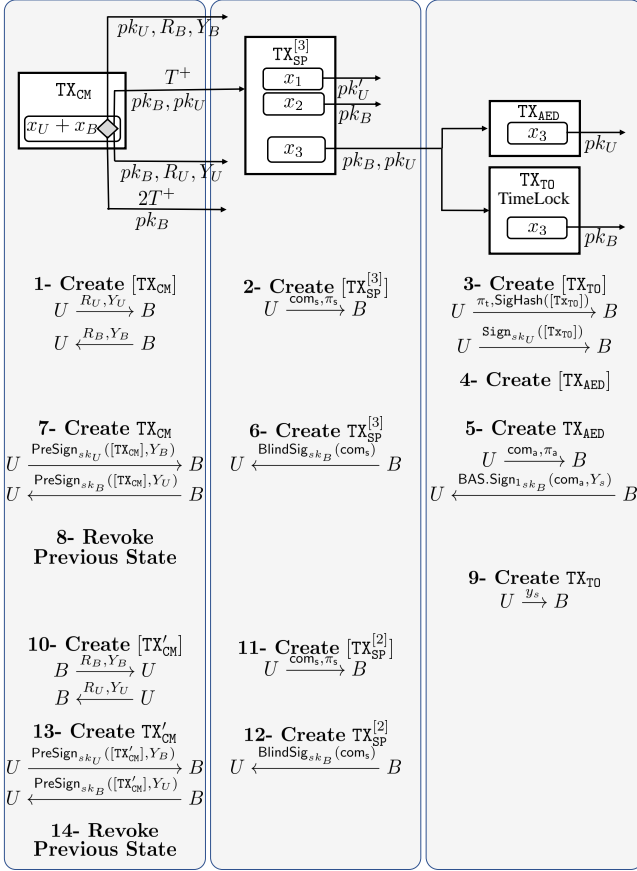 pk_U, R_B, Y_B
TX_CM
x_U + x_B
T^+
pk_B, pk_U
pk_B, R_U, Y_U
2T^+
pk_B
TX_SP^[3]
x_1
pk'_U
x_2
pk_B
x_3
pk_B, pk_U
TX_AED
x_3
pk_U
TX_TO
TimeLock
x_3
pk_B
1- Create [TX_CM]
U R_U,Y_U → B
U R_B,Y_B ← B
2- Create [TX_SP^[3]]
U com_s,π_s → B
3- Create [TX_TO]
U π_t,SigHash([Tx_TO]) → B
U Sign_sk_U([Tx_TO]) → B
4- Create [TX_AED]
7- Create TX_CM
U PreSign_sk_U([TX_CM],Y_B) → B
U PreSign_sk_B([TX_CM],Y_U) ← B
6- Create TX_SP^[3]
U BlindSig_sk_B(com_s) ← B
5- Create TX_AED
U com_a,π_a → B
U BAS.Sign_1sk_B(com_a,Y_s) ← B
8- Revoke
Previous State
9- Create TX_TO
U y_s → B
10- Create [TX'_CM]
B R_B,Y_B → U
B R_U,Y_U ← U
11- Create [TX_SP^[2]]
U com_s,π_s → B
13- Create TX'_CM
U PreSign_sk_U([TX'_CM],Y_B) → B
U PreSign_sk_B([TX'_CM],Y_U) ← B
12- Create TX_SP^[2]
U BlindSig_sk_B(com_s) ← B
14- Revoke
Previous State